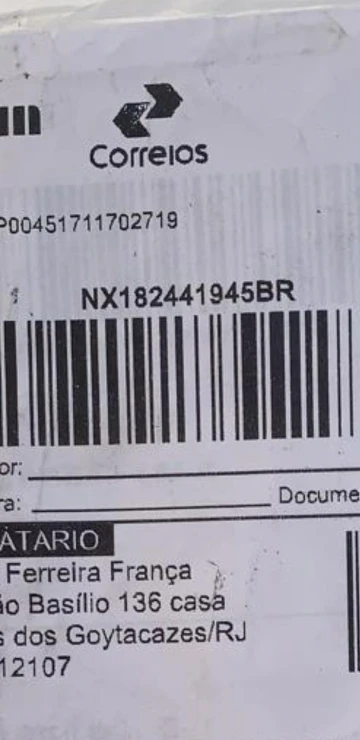 Correios
P00451711702719
NX182441945BR
or:
ra: Docume
ATARIO
Ferreira França
ão Basílio 136 casa
s dos Goytacazes/RJ
12107